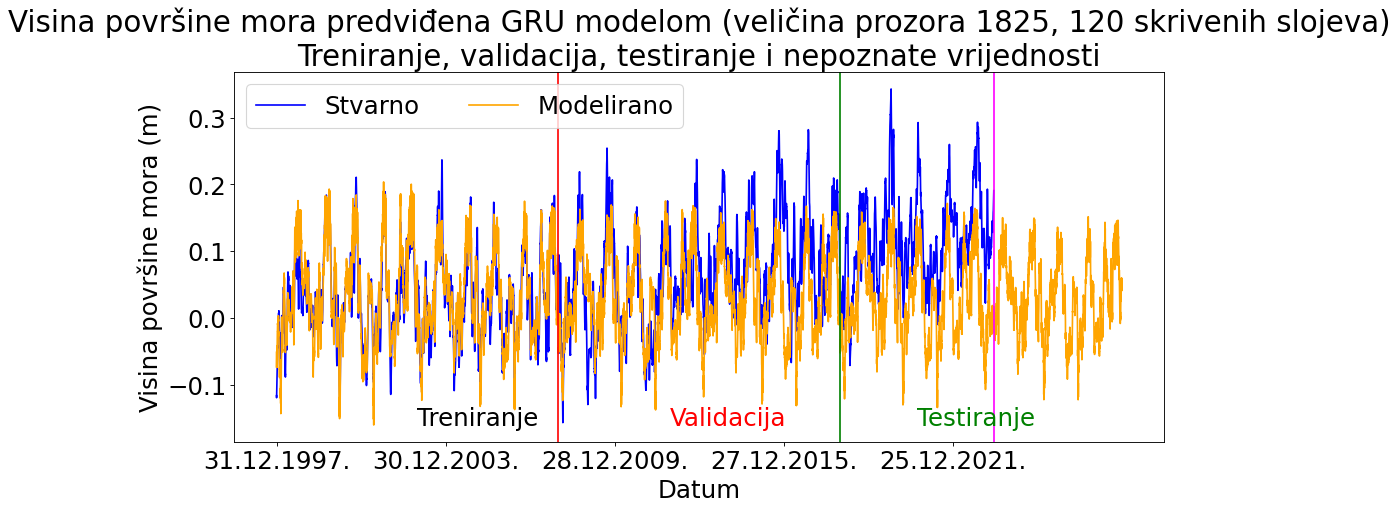 Visina površine mora predviđena GRU modelom (veličina prozora 1825, 120 skrivenih slojeva)
Treniranje, validacija, testiranje i nepoznate vrijednosti
Stvarno
Modelirano
Visina površine mora (m)
0.3
0.2
0.1
0.0
−0.1
Treniranje
Validacija
Testiranje
31.12.1997.
30.12.2003.
28.12.2009.
27.12.2015.
25.12.2021.
Datum